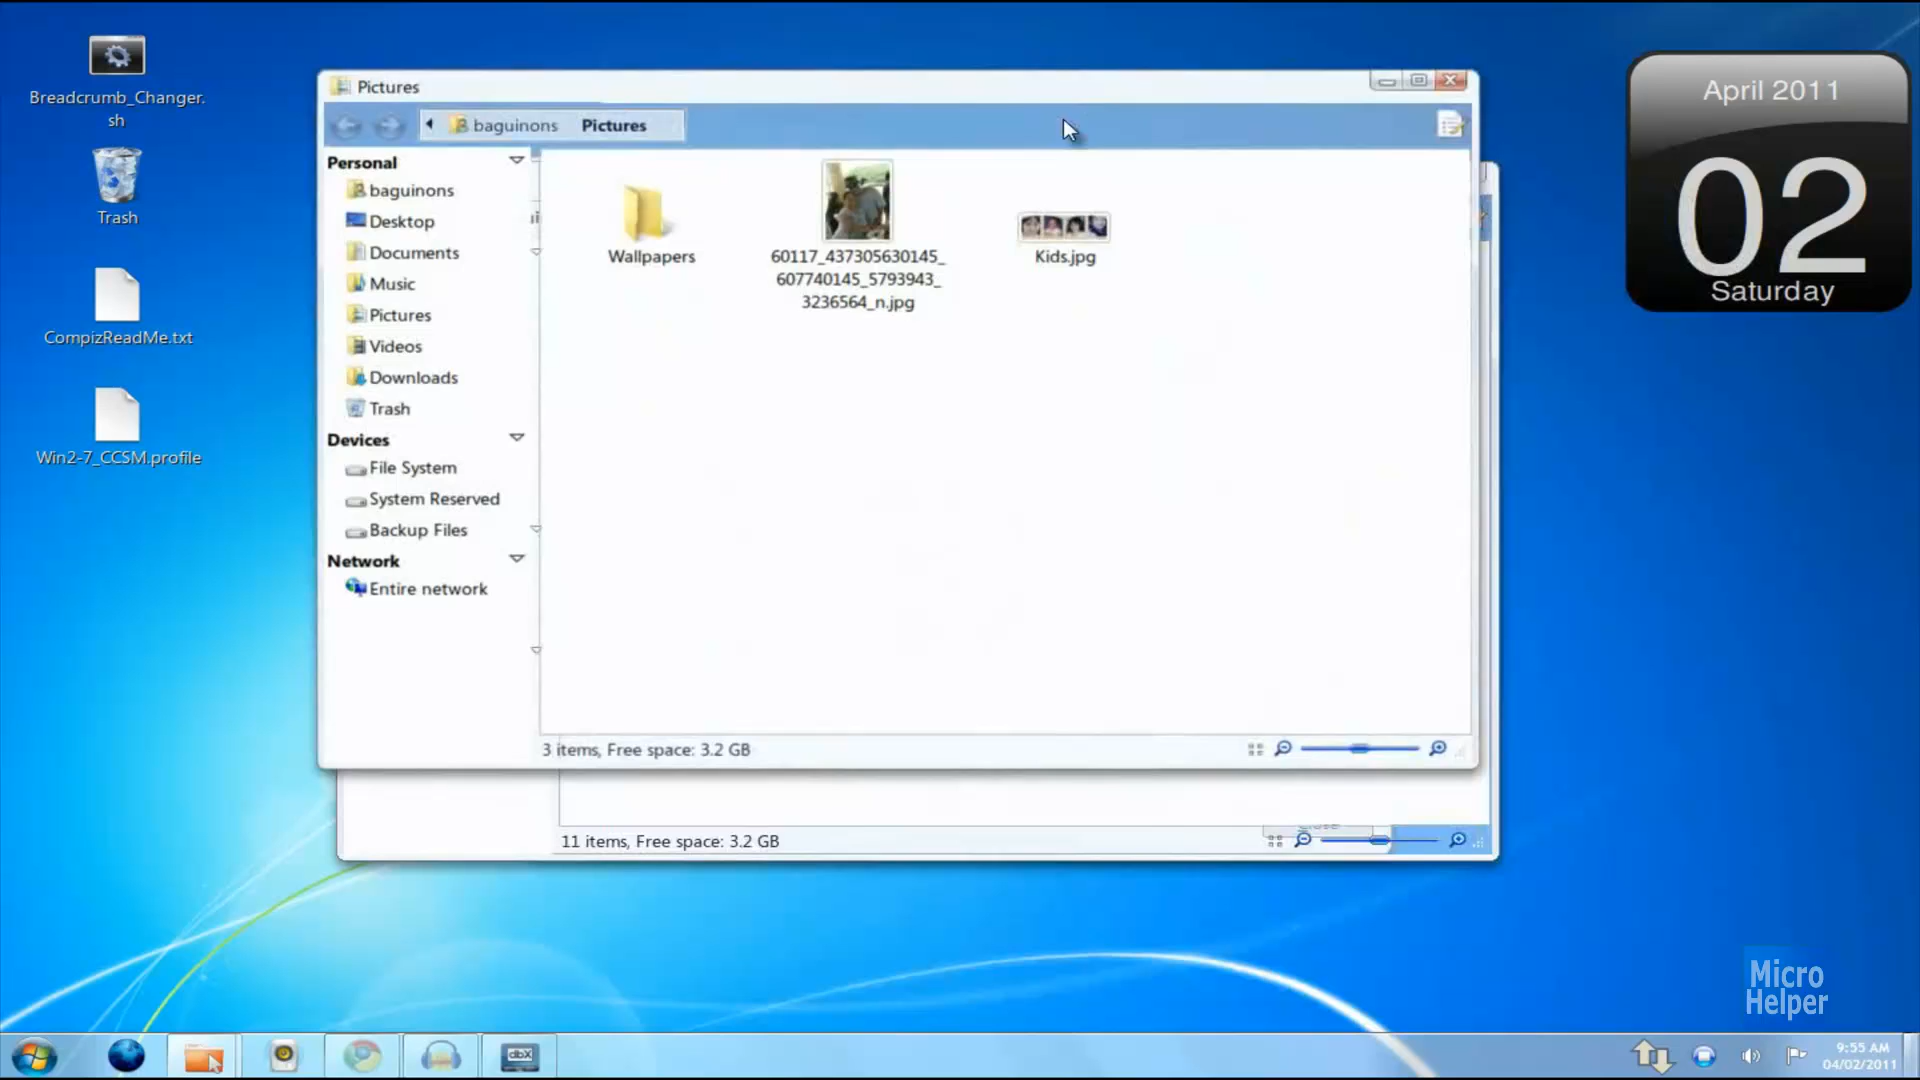 Breadcrumb_Changer.
sh
Trash
CompizReadMe.txt
Win2-7_CCSM.profile
Pictures
baguinons Pictures
Personal
baguinons
Desktop
Documents
Music
Pictures
Videos
Downloads
Trash
Devices
File System
System Reserved
Backup Files
Network
Entire network
Wallpapers
60117_437305630145_
607740145_5793943_
3236564_n.jpg
Kids.jpg
3 items, Free space: 3.2 GB
11 items, Free space: 3.2 GB
April 2011
02
Saturday
Micro
Helper
dbX
9:55 AM
04/02/2011